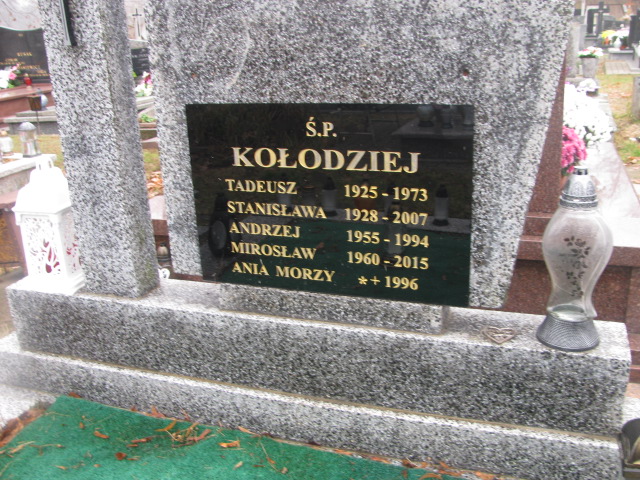 Ś.P.
KOŁODZIEJ
TADEUSZ 1925 - 1973
STANISŁAWA 1928 - 2007
ANDRZEJ 1955 - 1994
MIROSŁAW 1960 - 2015
ANIA MORZY *+ 1996